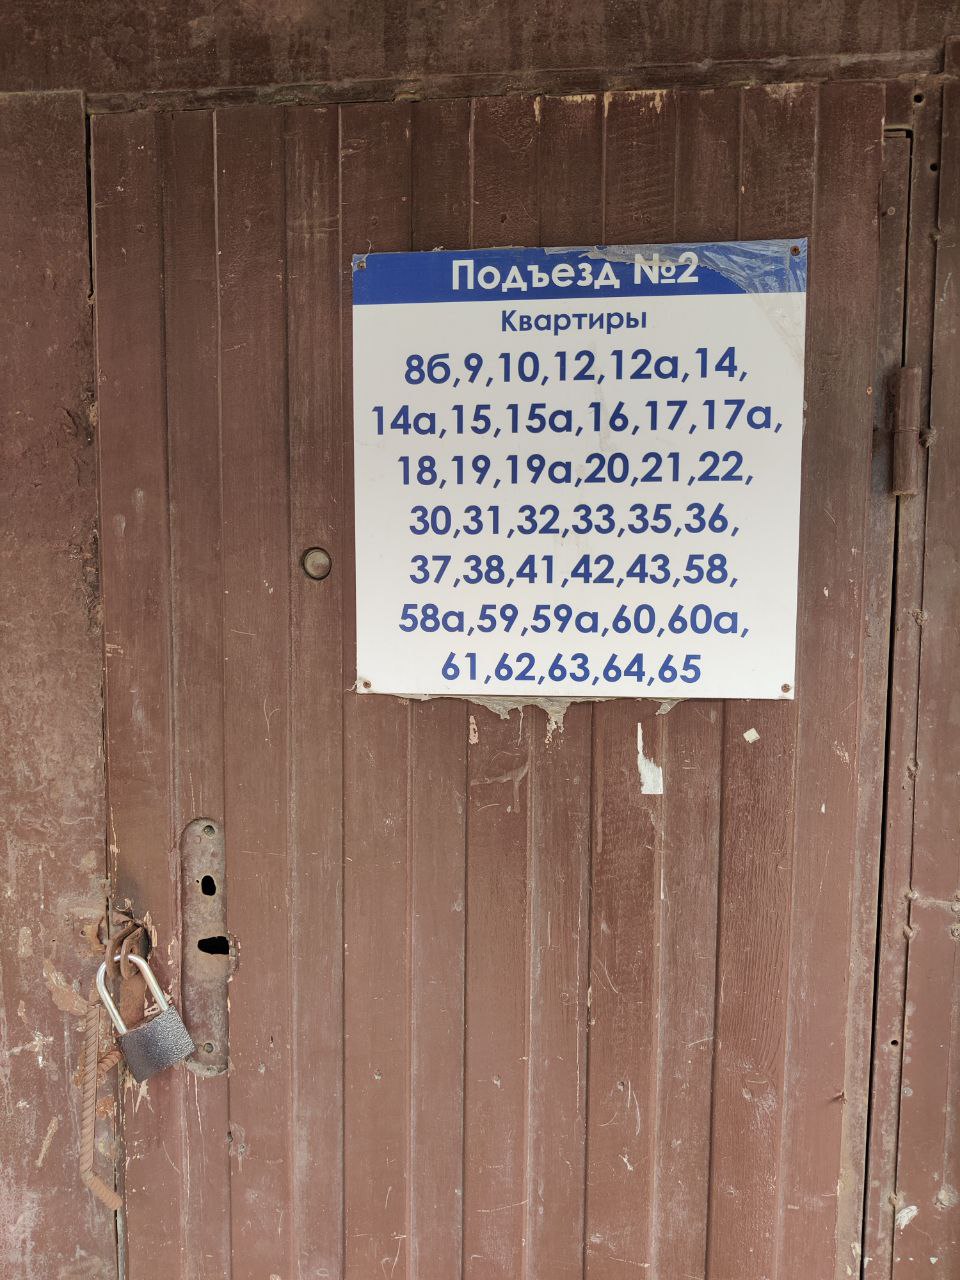 Подъезд №2
Квартиры
8б,9,10,12,12а,14,
14а,15,15а,16,17,17а,
18,19,19а,20,21,22,
30,31,32,33,35,36,
37,38,41,42,43,58,
58а,59,59а,60,60а,
61,62,63,64,65